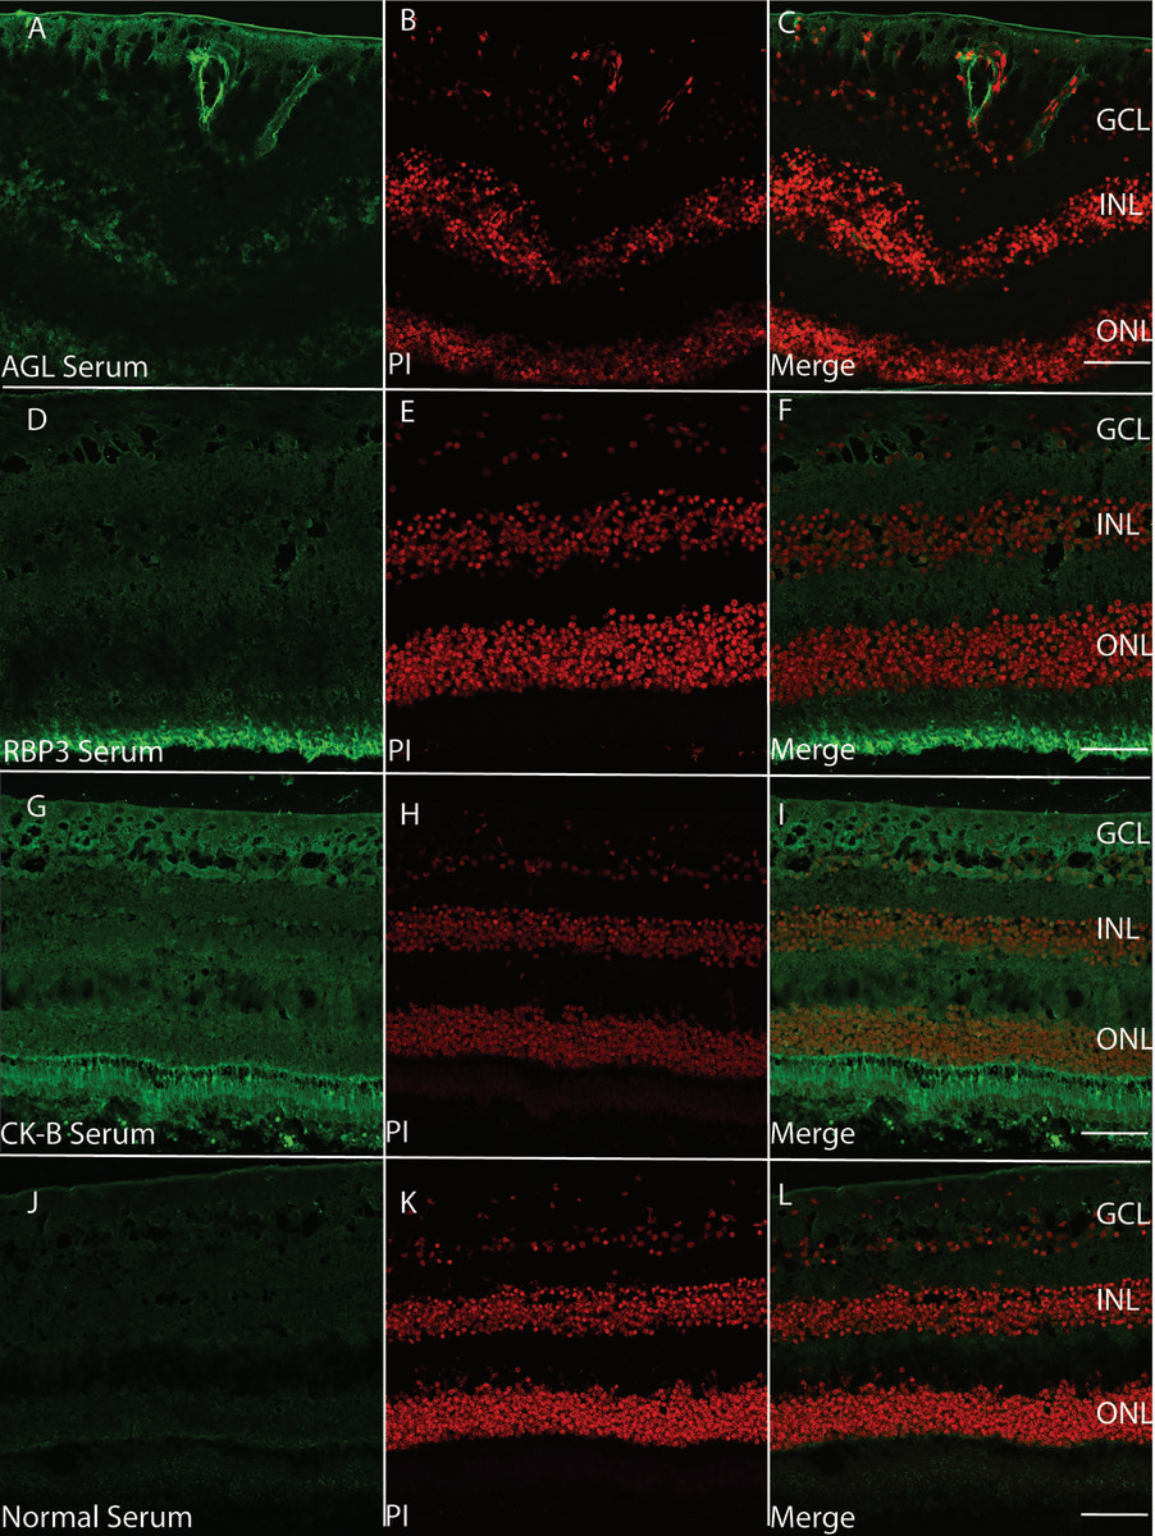 A
B
C
GCL
INL
ONL
AGL Serum
PI
Merge
D
E
F
GCL
INL
ONL
RBP3 Serum
PI
Merge
G
H
I
GCL
INL
ONL
CK-B Serum
PI
Merge
J
K
L
GCL
INL
ONL
Normal Serum
PI
Merge